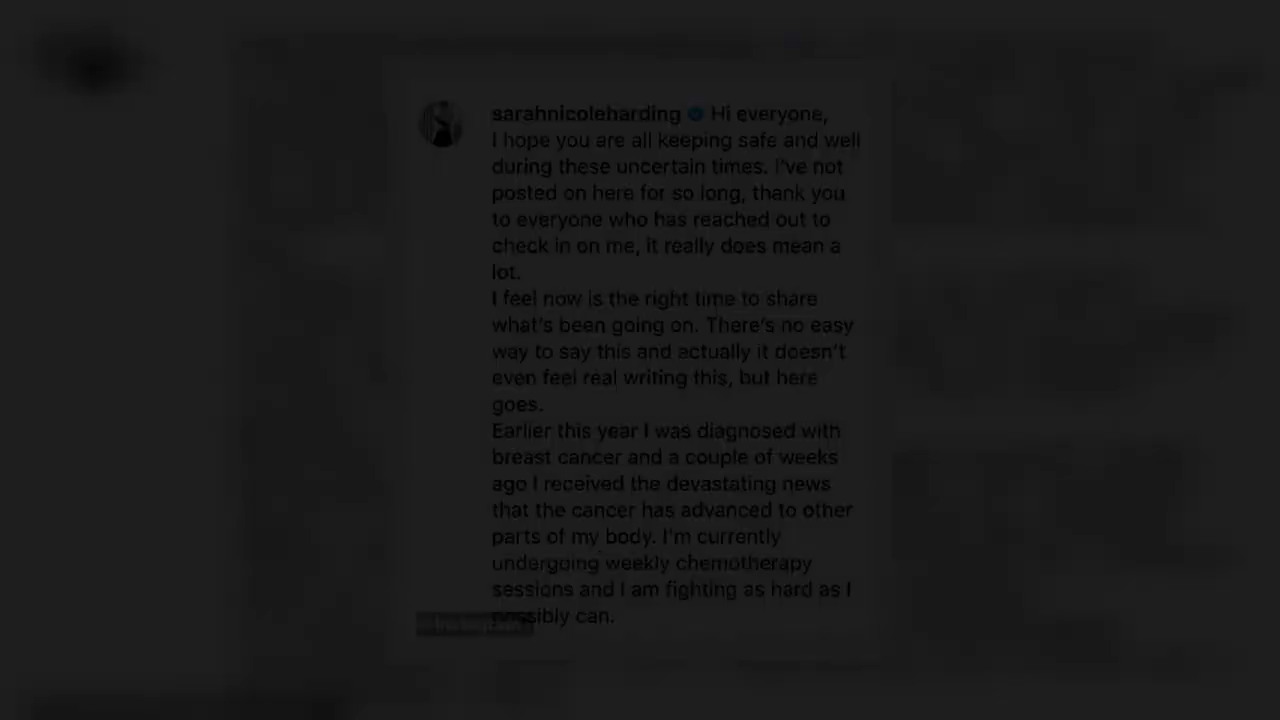 sarahnicoleharding Hi everyone,
I hope you are all keeping safe and well
during these uncertain times. I've not
posted on here for so long, thank you
to everyone who has reached out to
check in on me, it really does mean a
lot.
I feel now is the right time to share
what's been going on. There's no easy
way to say this and actually it doesn't
even feel real writing this, but here
goes.
Earlier this year I was diagnosed with
breast cancer and a couple of weeks
ago I received the devastating news
that the cancer has advanced to other
parts of my body. I'm currently
undergoing weekly chemotherapy
sessions and I am fighting as hard as I
possibly can.